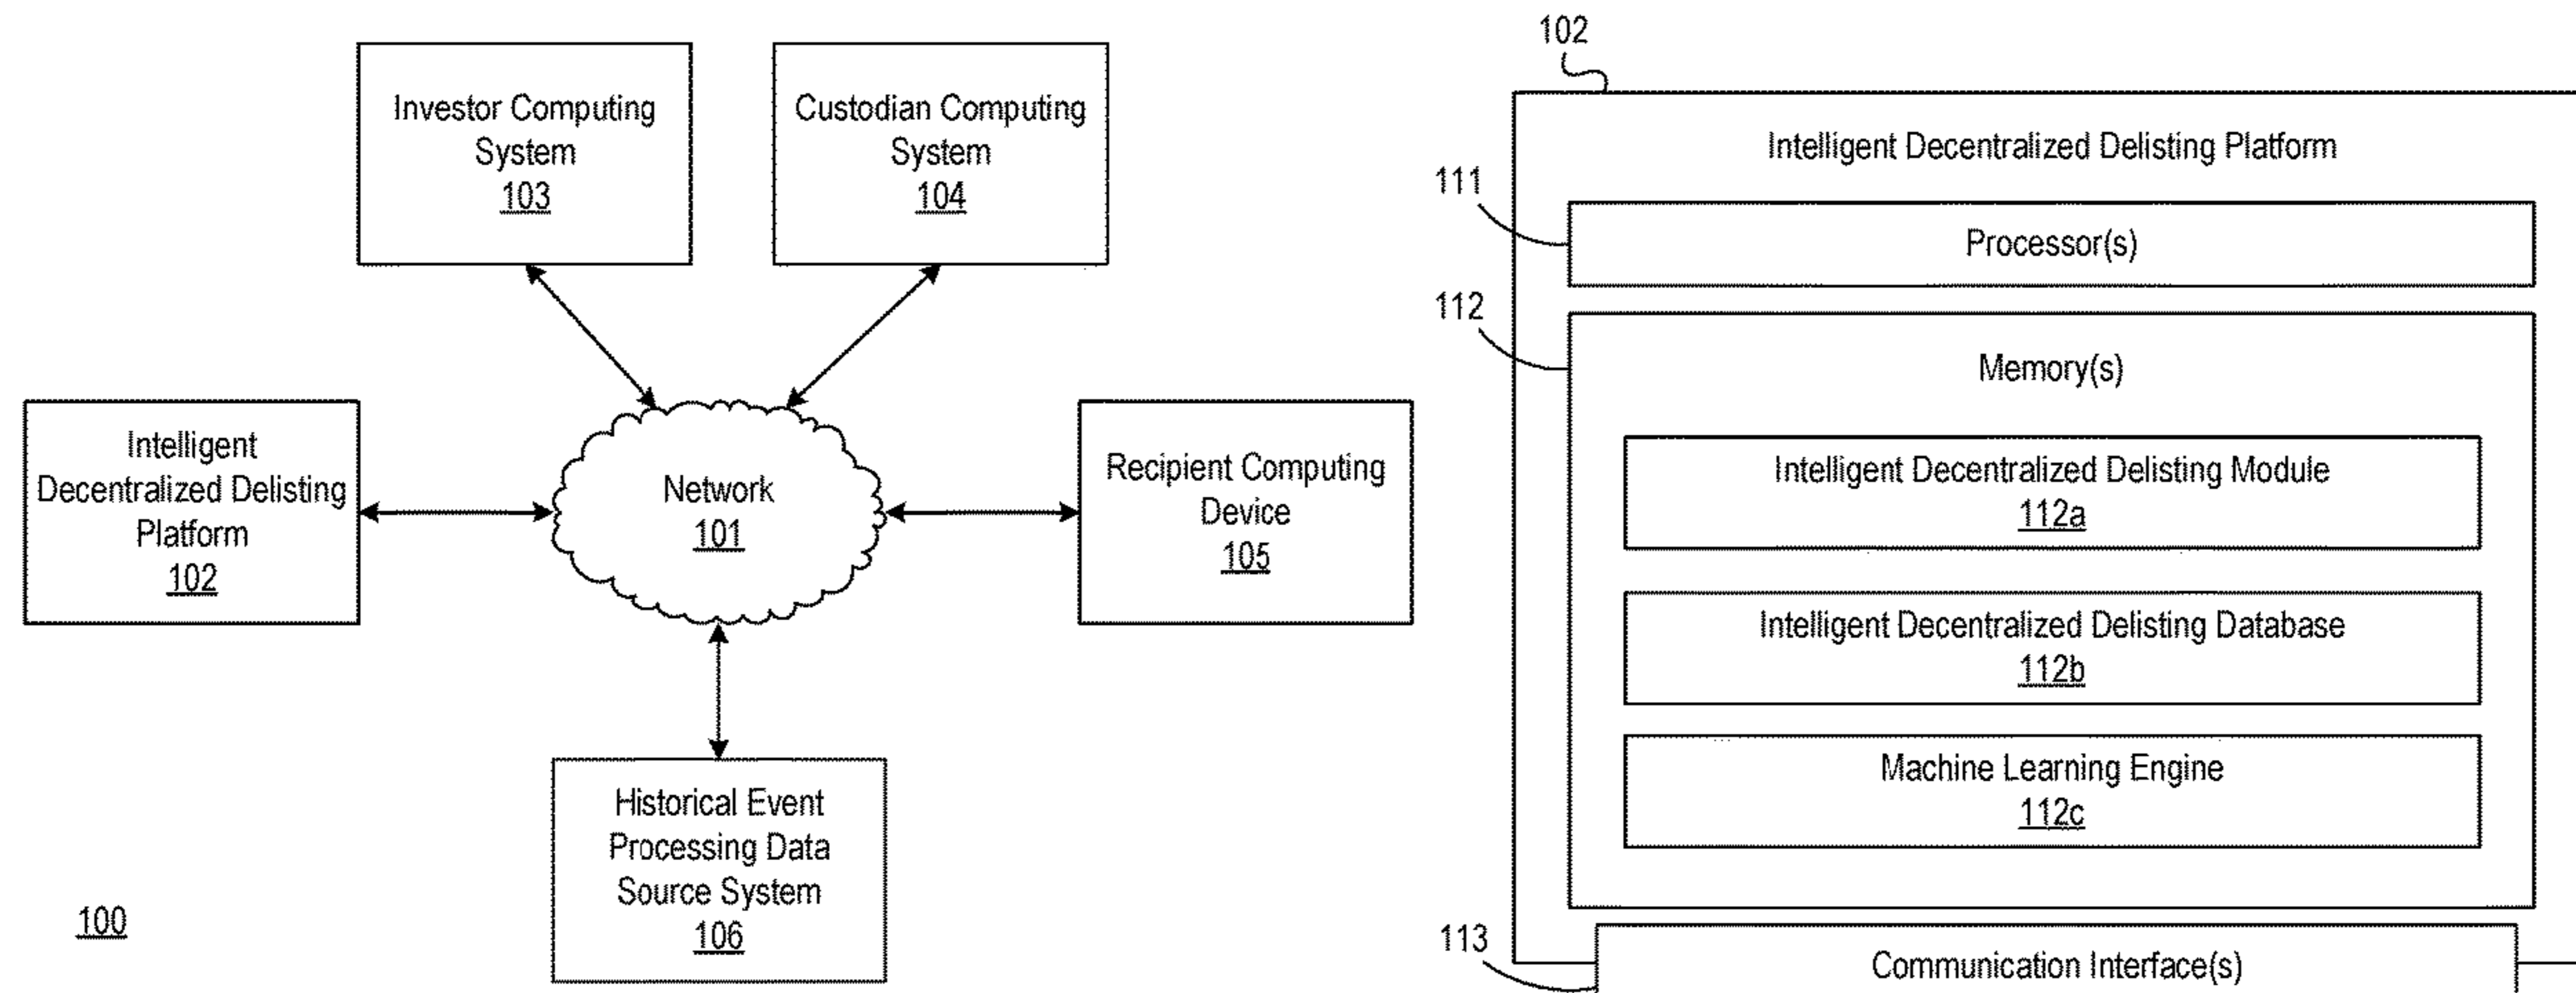 Investor Computing
System
103
Custodian Computing
System
104
Intelligent
Decentralized Delisting
Platform
102
Network
101
Recipient Computing
Device
105
Historical Event
Processing Data
Source System
106
100
102
Intelligent Decentralized Delisting Platform
111
Processor(s)
112
Memory(s)
Intelligent Decentralized Delisting Module
112a
Intelligent Decentralized Delisting Database
112b
Machine Learning Engine
112c
113
Communication Interface(s)